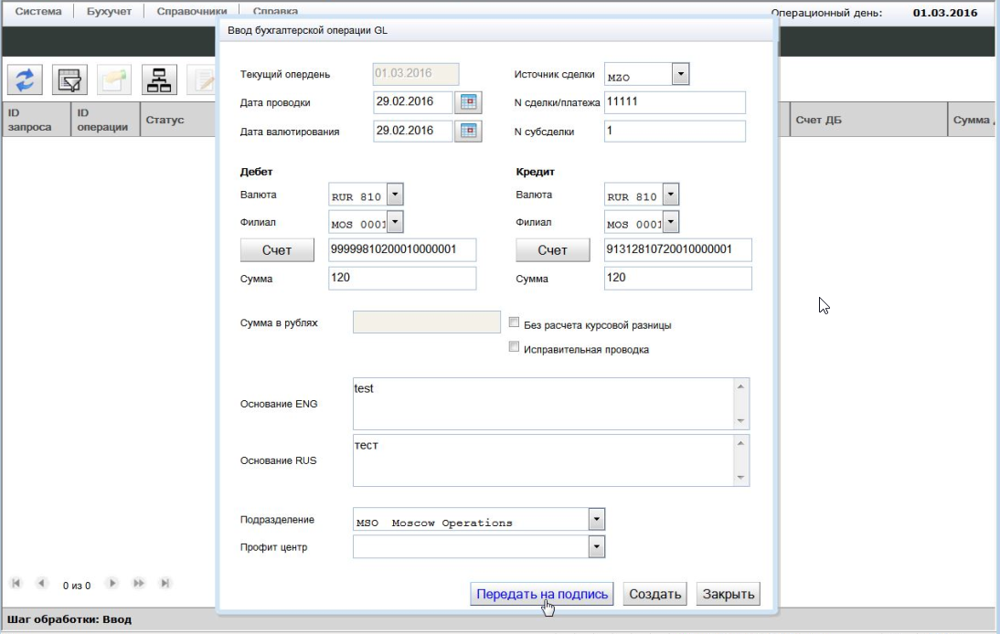 Система Бухучет Справочники Справка
Операционный день: 01.03.2016
Ввод бухгалтерской операции GL
ID запроса
ID операции
Статус
Счет ДБ
Сумма
Текущий опердень 01.03.2016 Источник сделки MZO
Дата проводки 29.02.2016 N сделки/платежа 11111
Дата валютирования 29.02.2016 N субсделки 1
Дебет Кредит
Валюта RUR 810 Валюта RUR 810
Филиал MOS 0001 Филиал MOS 0001
Счет 99999810200010000001 Счет 91312810720010000001
Сумма 120 Сумма 120
Сумма в рублях Без расчета курсовой разницы
Исправительная проводка
Основание ENG test
Основание RUS тест
Подразделение MSO Moscow Operations
Профит центр
0 из 0
Передать на подпись Создать Закрыть
Шаг обработки: Ввод